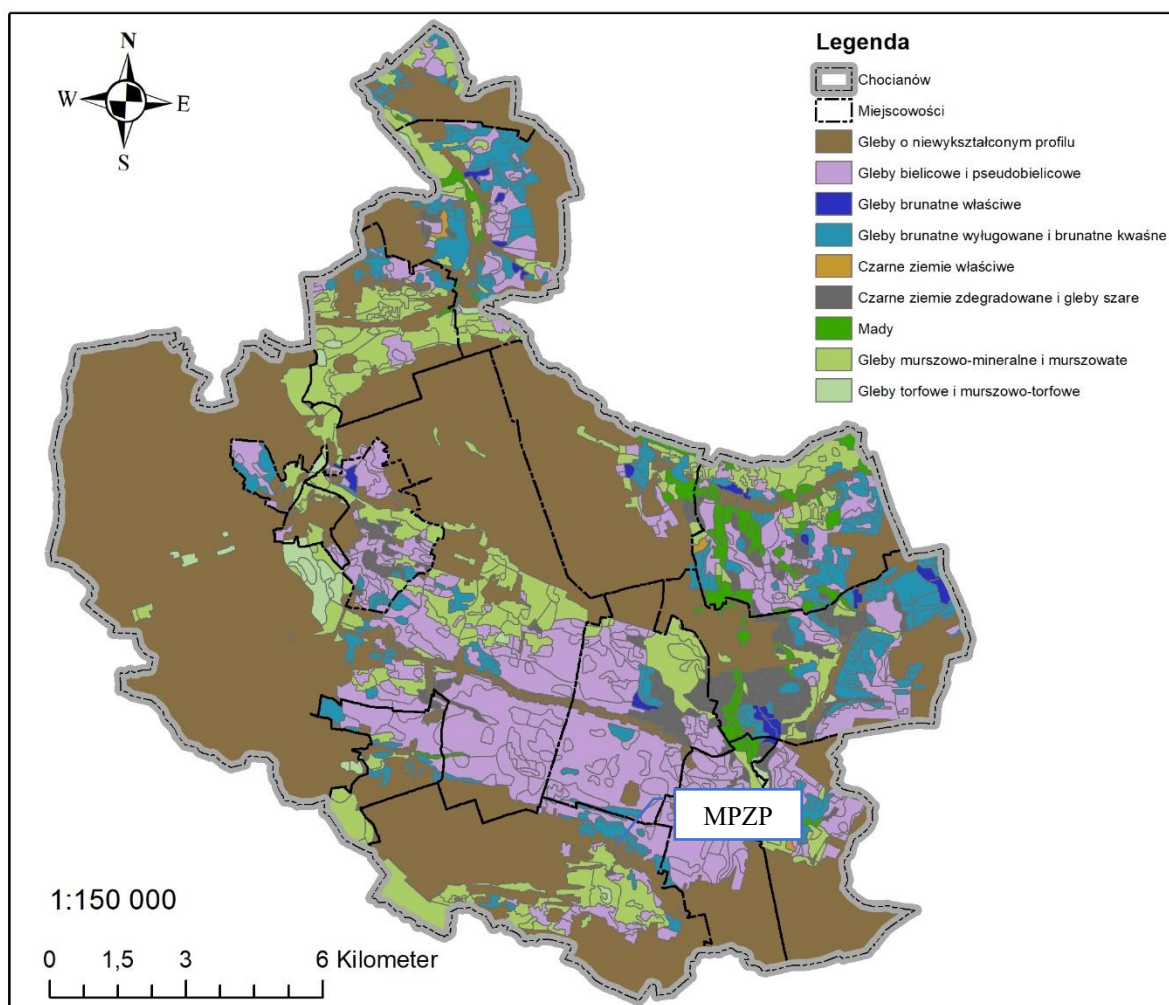 N
W E
S
Legenda
Chocianów
Miejscowości
Gleby o niewykształconym profilu
Gleby bielicowe i pseudobielicowe
Gleby brunatne właściwe
Gleby brunatne wyługowane i brunatne kwaśne
Czarne ziemie właściwe
Czarne ziemie zdegradowane i gleby szare
Mady
Gleby murszowo-mineralne i murszowate
Gleby torfowe i murszowo-torfowe
MPZP
1:150 000
0 1,5 3 6 Kilometer